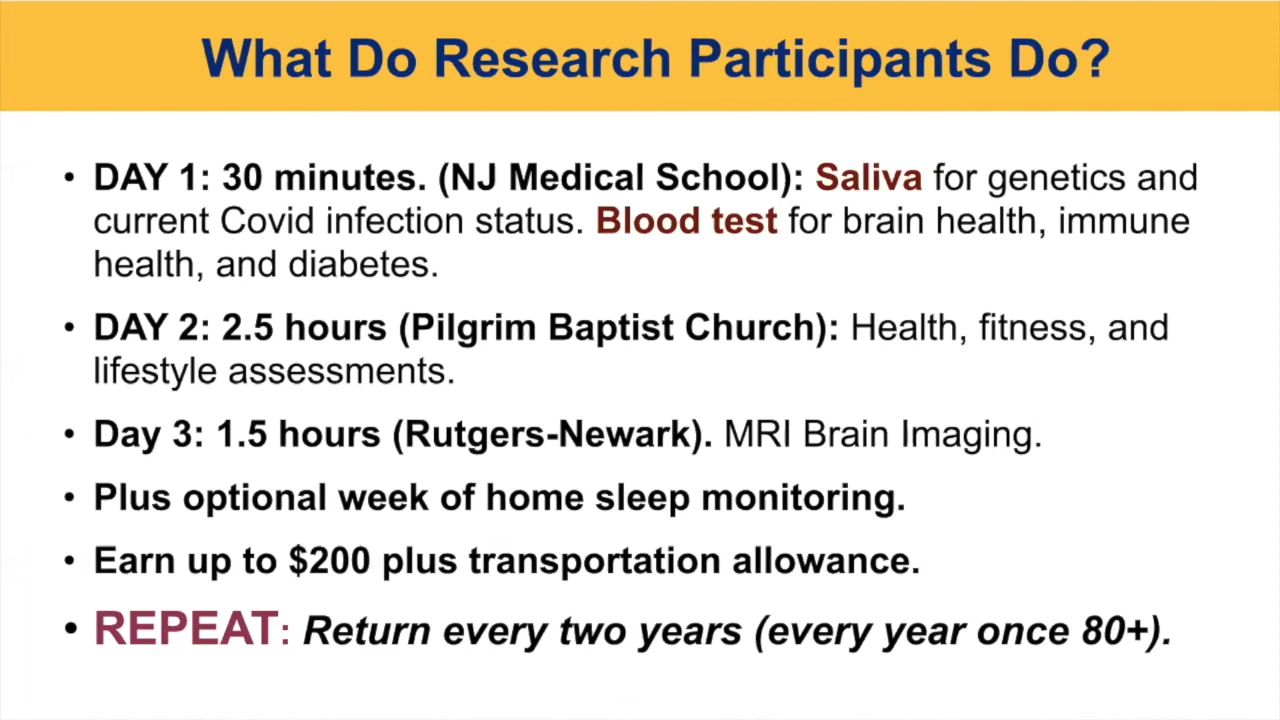 What Do Research Participants Do?
• DAY 1: 30 minutes. (NJ Medical School): Saliva for genetics and
current Covid infection status. Blood test for brain health, immune
health, and diabetes.
• DAY 2: 2.5 hours (Pilgrim Baptist Church): Health, fitness, and
lifestyle assessments.
• Day 3: 1.5 hours (Rutgers-Newark). MRI Brain Imaging.
• Plus optional week of home sleep monitoring.
• Earn up to $200 plus transportation allowance.
• REPEAT: Return every two years (every year once 80+).